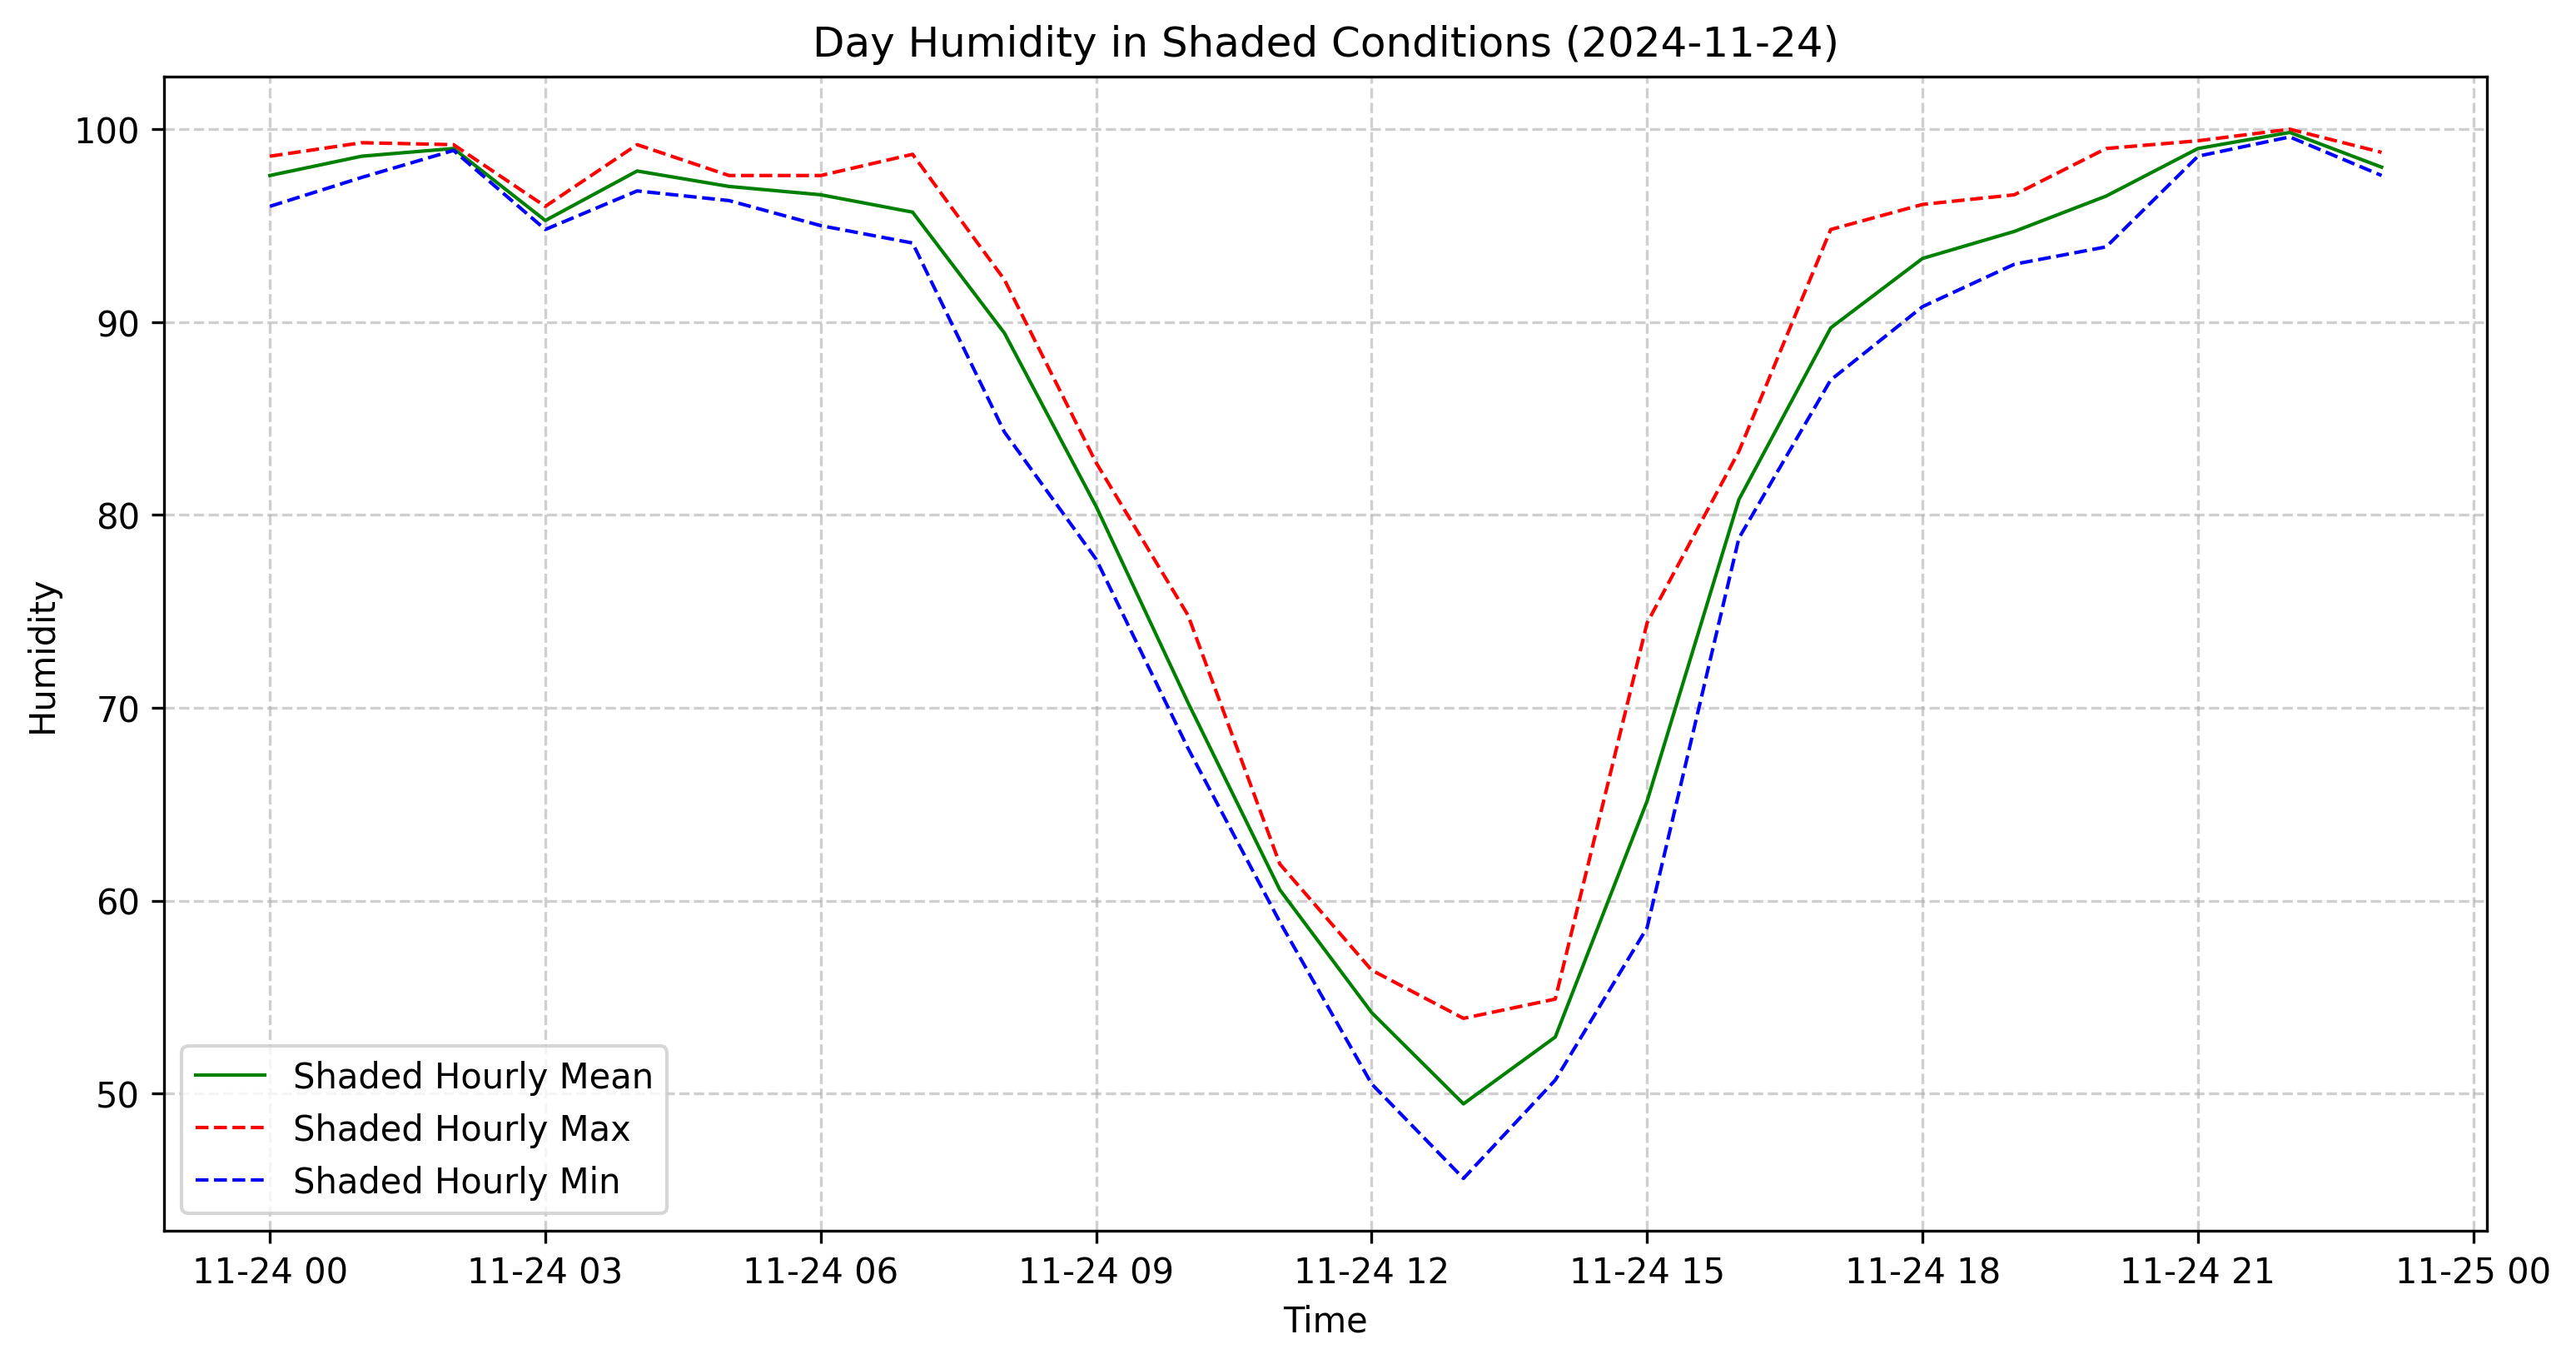 Day Humidity in Shaded Conditions (2024-11-24)
100
90
80
70
60
50
Humidity
Shaded Hourly Mean
Shaded Hourly Max
Shaded Hourly Min
11-24 00
11-24 03
11-24 06
11-24 09
11-24 12
11-24 15
11-24 18
11-24 21
11-25 00
Time